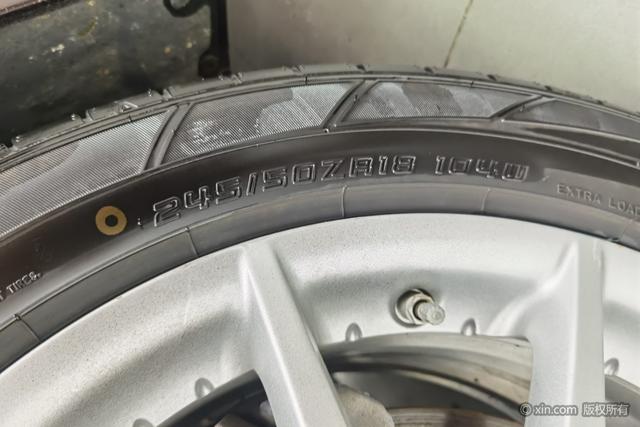 245/50ZR18 104W
EXTRA LOAD
TIRES.
© xin.com 版权所有